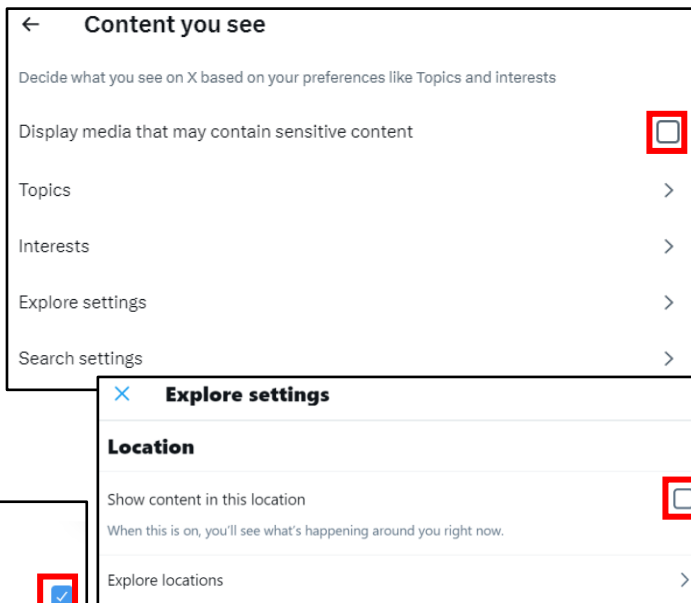 Content you see
Decide what you see on X based on your preferences like Topics and interests
Display media that may contain sensitive content
Topics
Interests
Explore settings
Search settings
Explore settings
Location
Show content in this location
When this is on, you’ll see what’s happening around you right now.
Explore locations